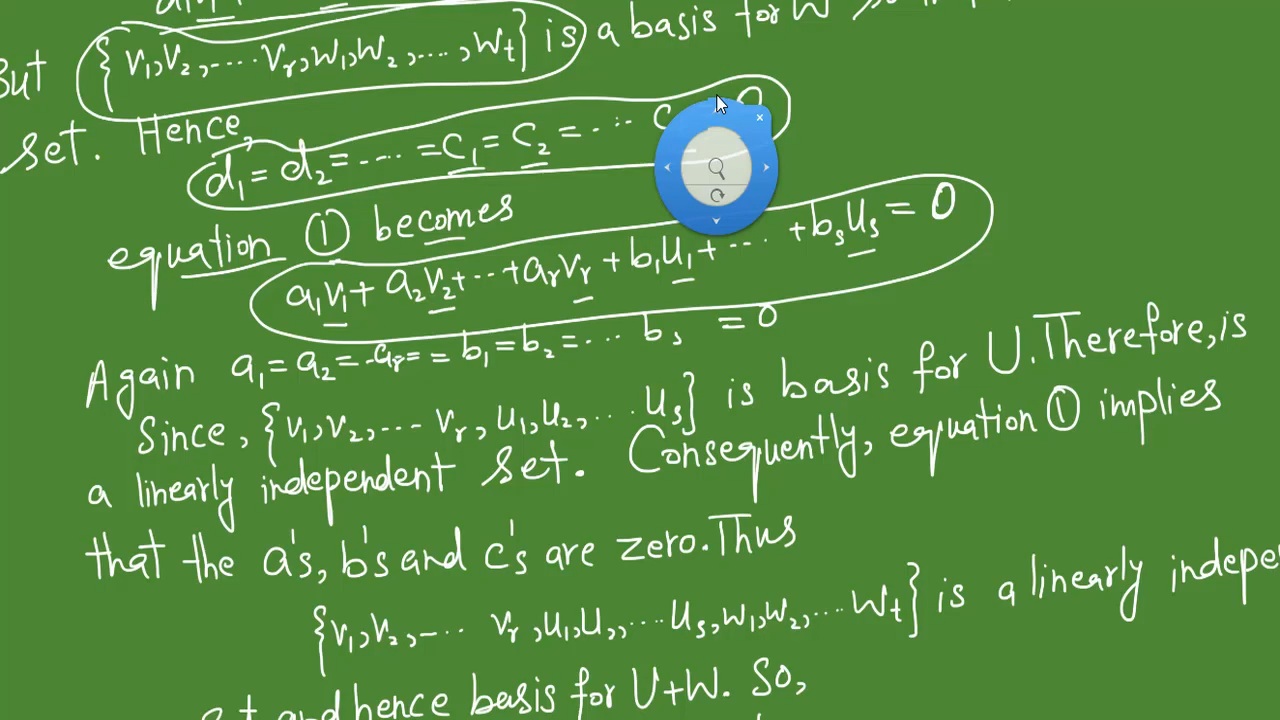 But {v₁,v₂,.... vᵣ,w₁,w₂,...,wₜ} is a basis for W
set. Hence,
d₁= d₂=.... =c₁= c₂ =... c 0
equation ① becomes
a₁v₁+ a₂v₂+...+aᵣvᵣ + b₁u₁+... +bₛuₛ = 0
Again a₁= a₂= .aᵣ= = b₁=b₂=... bₛ = 0
Since, {v₁,v₂,... vᵣ,u₁,u₂,... uₛ} is basis for U. Therefore, is
a linearly independent set. Consequently, equation ① implies
that the a's, b's and c's are zero. Thus
{v₁,v₂,.... vᵣ,u₁,u₂,....uₛ,w₁,w₂,...wₜ} is a linearly indepe
and hence basis for U+W. So,